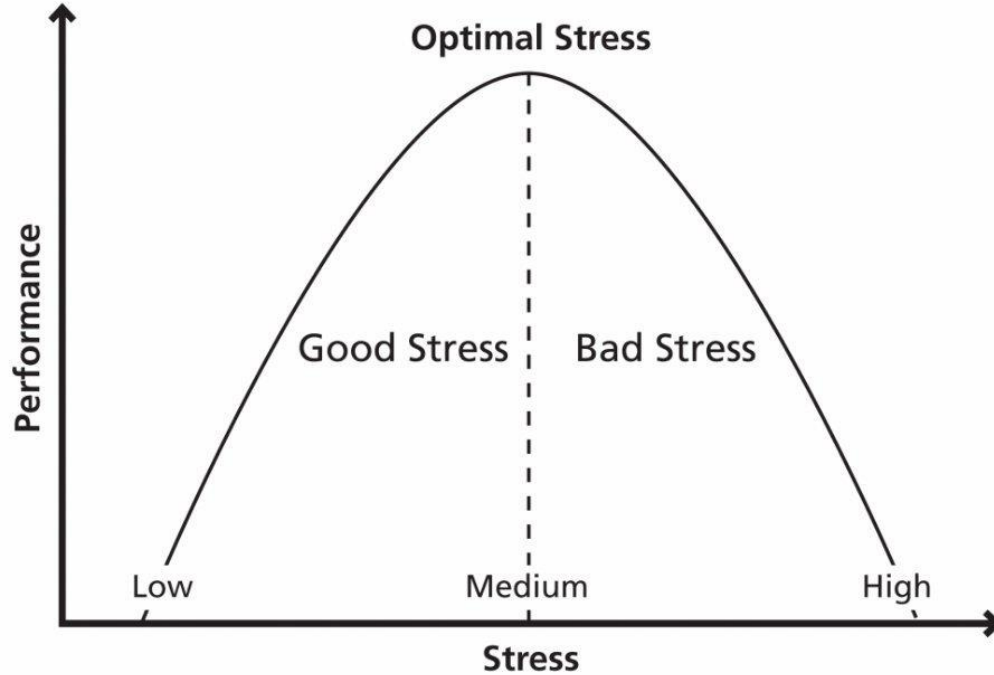 Optimal Stress
Performance
Good Stress
Bad Stress
Low
Medium
High
Stress